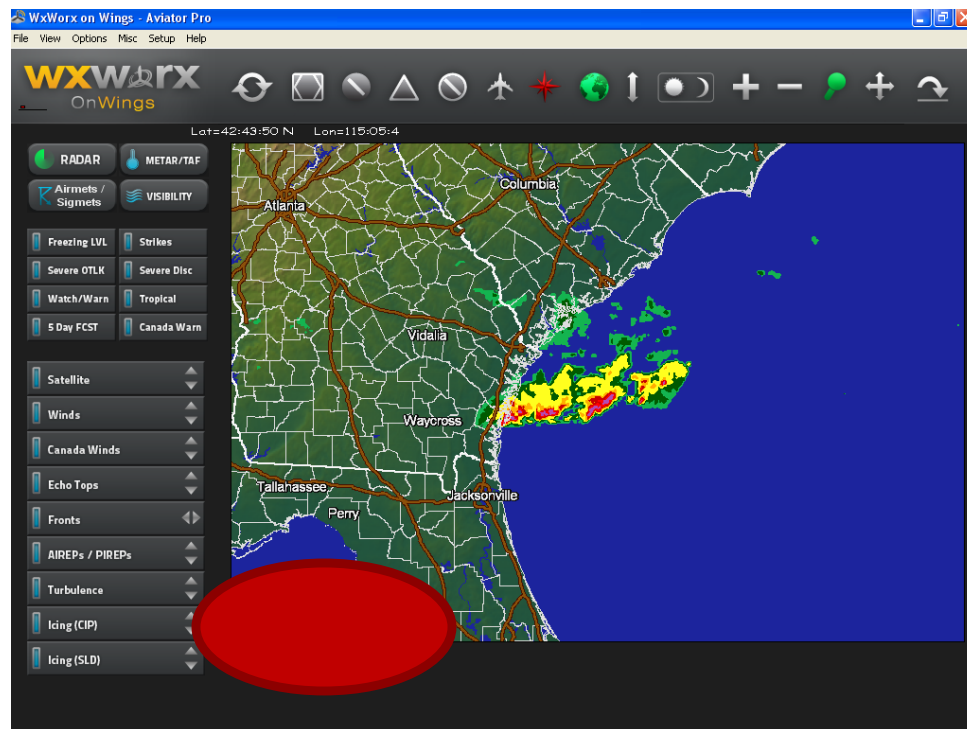 WxWorx on Wings - Aviator Pro
File View Options Misc Setup Help
WXWORX
OnWings
Lat=42:43:50 N Lon=115:05:4
RADAR METAR/TAF
Airmets / Sigmets VISIBILITY
Freezing LVL Strikes
Severe OTLK Severe Disc
Watch/Warn Tropical
5 Day FCST Canada Warn
Satellite
Winds
Canada Winds
Echo Tops
Fronts
AIREPs / PIREPs
Turbulence
Icing (CIP)
Icing (SLD)
Columbia
Atlanta
Vidalia
Waycross
Tallahassee
Jacksonville
Perry